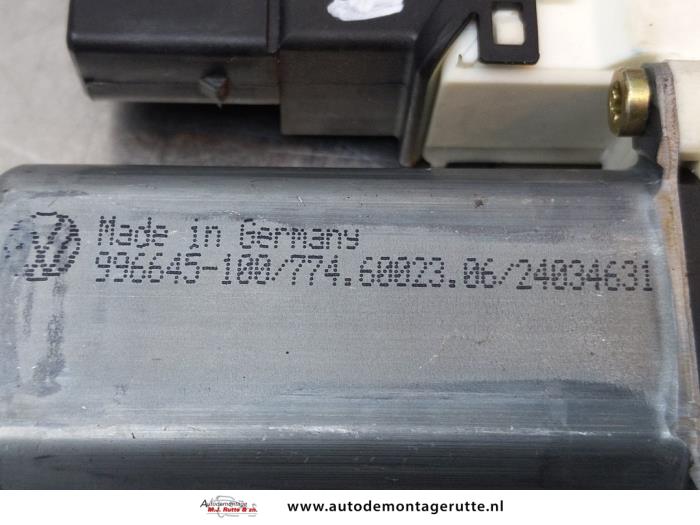 Made in Germany
996645-100/774.60023.06/24034631
Autodemontage
M.J. Rutte & zn.
www.autodemontagerutte.nl